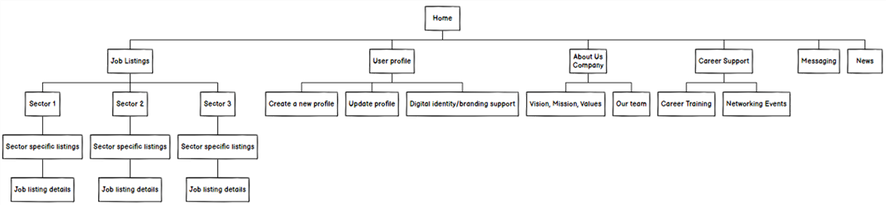 Home
Job Listings
User profile
About Us
Company
Career Support
Messaging
News
Sector 1
Sector 2
Sector 3
Create a new profile
Update profile
Digital identity/branding support
Vision, Mission, Values
Our team
Career Training
Networking Events
Sector specific listings
Sector specific listings
Sector specific listings
Job listing details
Job listing details
Job listing details